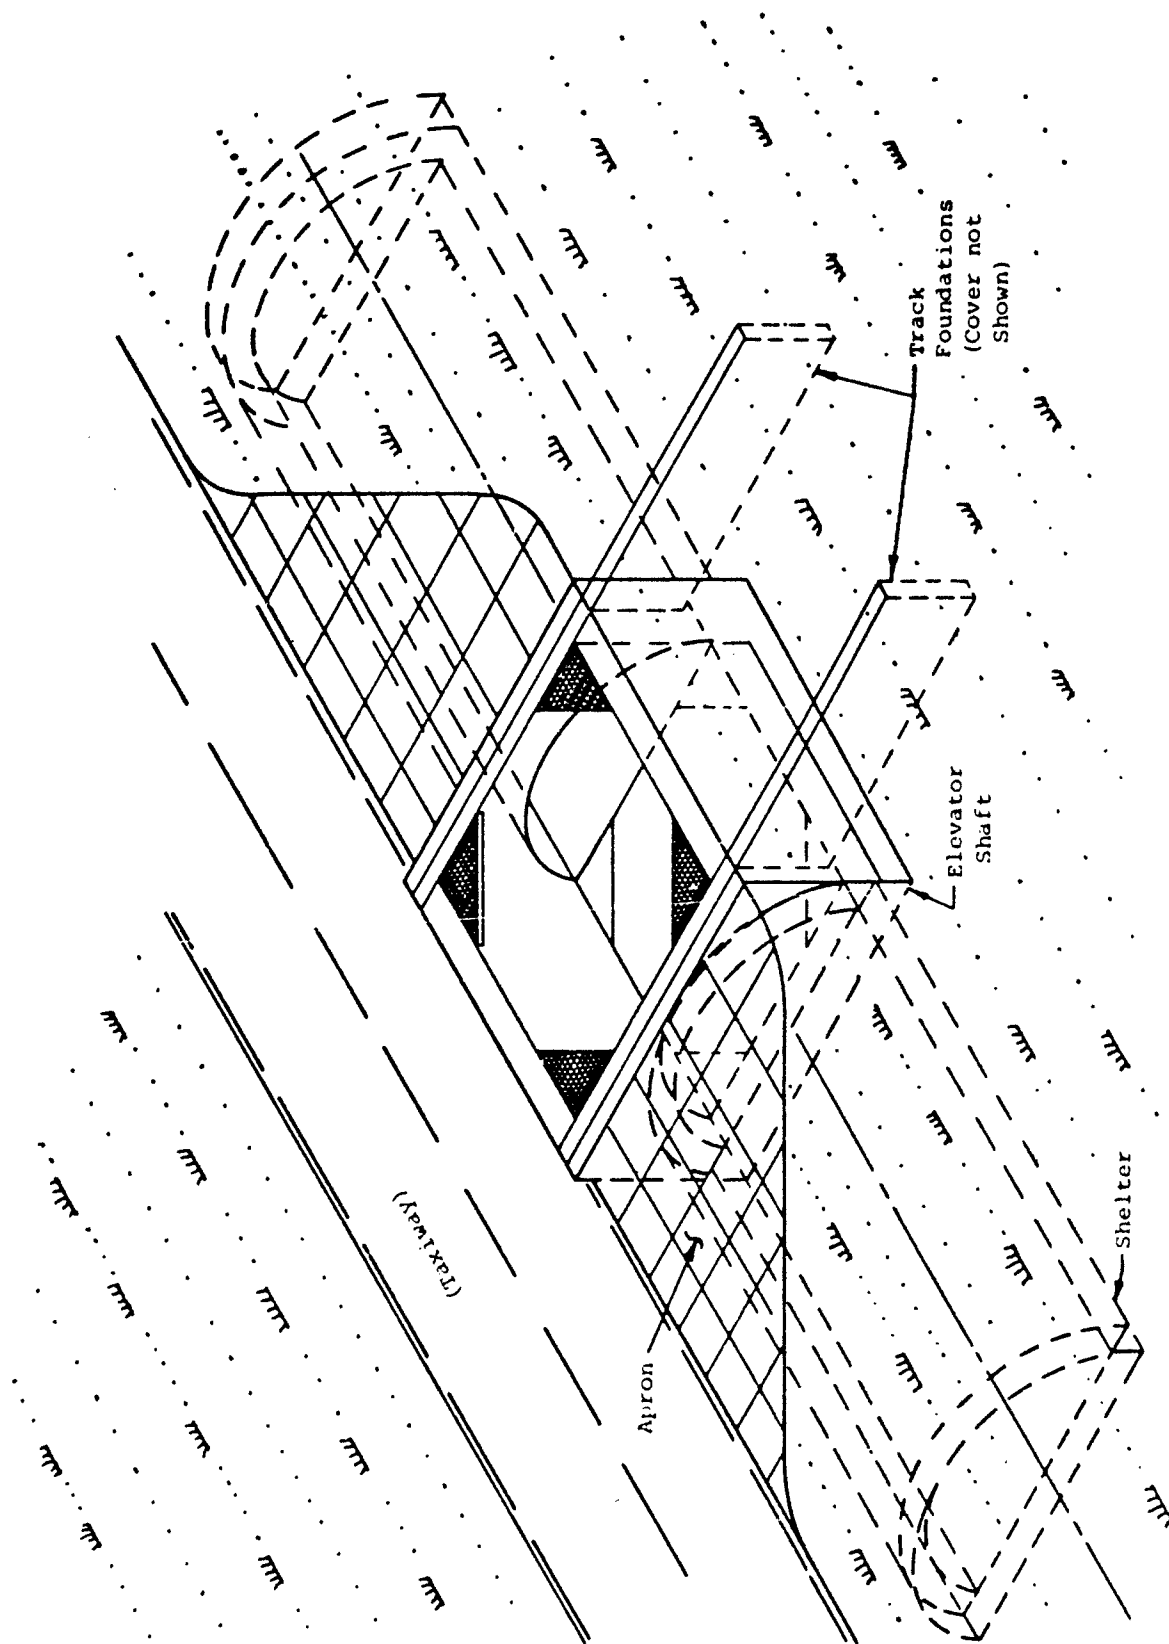 (Taxiway)
Apron
Track
Foundations
(Cover not
Shown)
Elevator
Shaft
Shelter